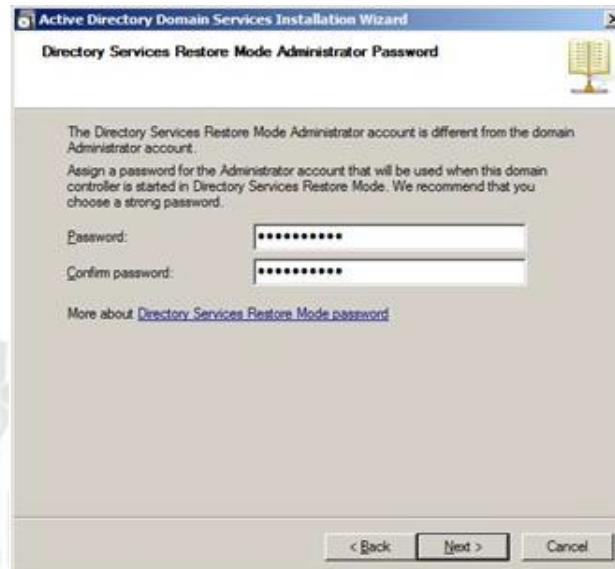 Active Directory Domain Services Installation Wizard
Directory Services Restore Mode Administrator Password
The Directory Services Restore Mode Administrator account is different from the domain
Administrator account.
Assign a password for the Administrator account that will be used when this domain
controller is started in Directory Services Restore Mode. We recommend that you
choose a strong password.
Password: ••••••••••
Confirm password: ••••••••••
More about Directory Services Restore Mode password
< Back Next > Cancel